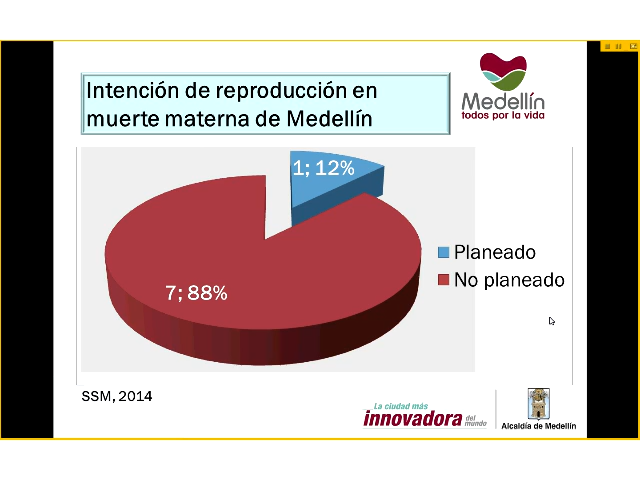 Intención de reproducción en
muerte materna de Medellín
Medellín
todos por la vida
1; 12%
7; 88%
Planeado
No planeado
SSM, 2014
La ciudad más
innovadora del
mundo
Alcaldía de Medellín